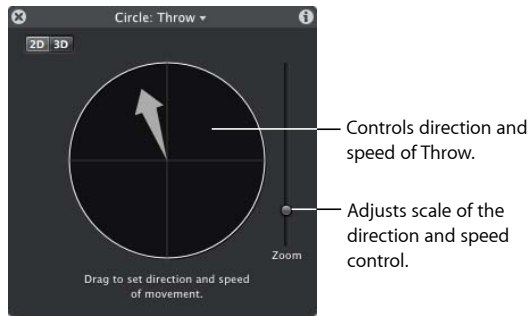 Circle: Throw
2D 3D
Controls direction and
speed of Throw.
Adjusts scale of the
direction and speed
control.
Zoom
Drag to set direction and speed
of movement.